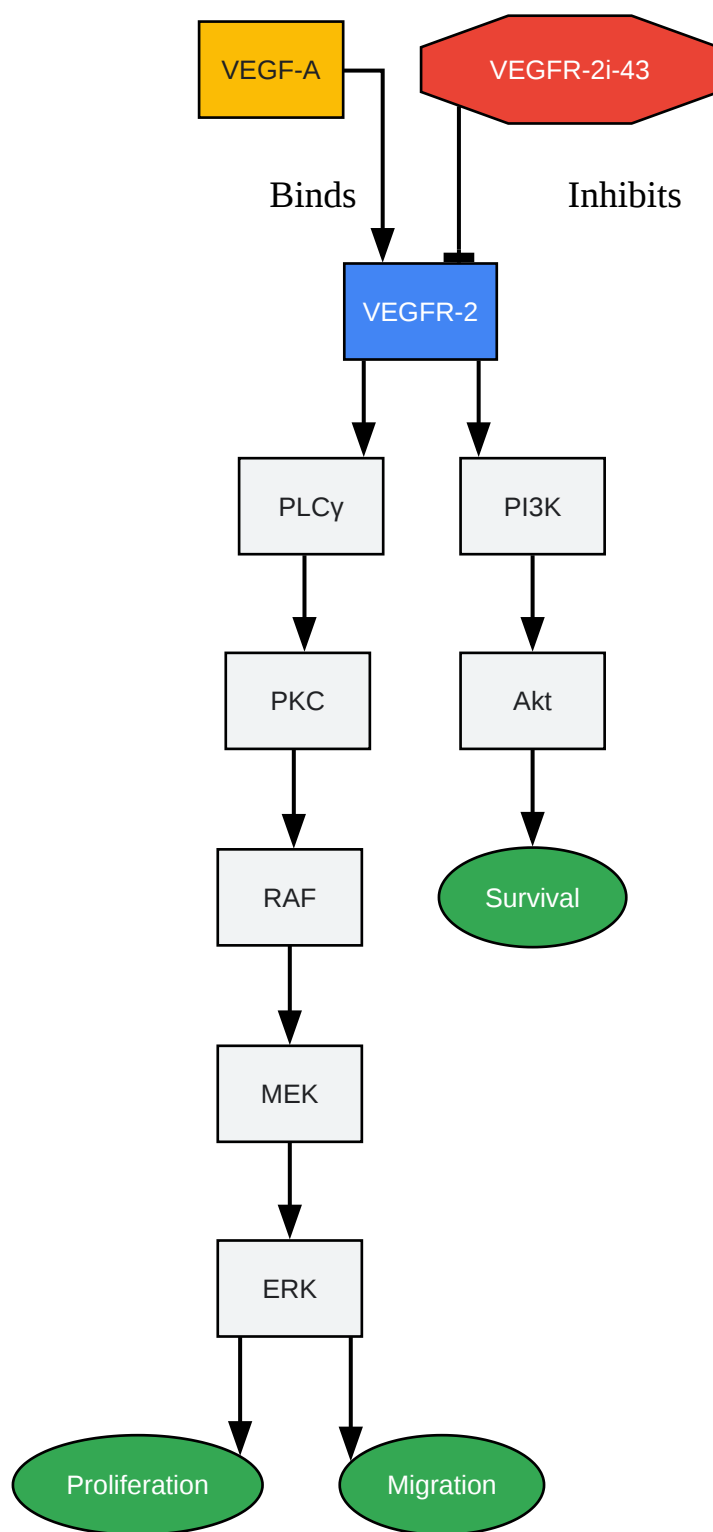 VEGF-A
VEGFR-2i-43
Binds
Inhibits
VEGFR-2
PLCγ
PI3K
PKC
Akt
RAF
Survival
MEK
ERK
Proliferation
Migration